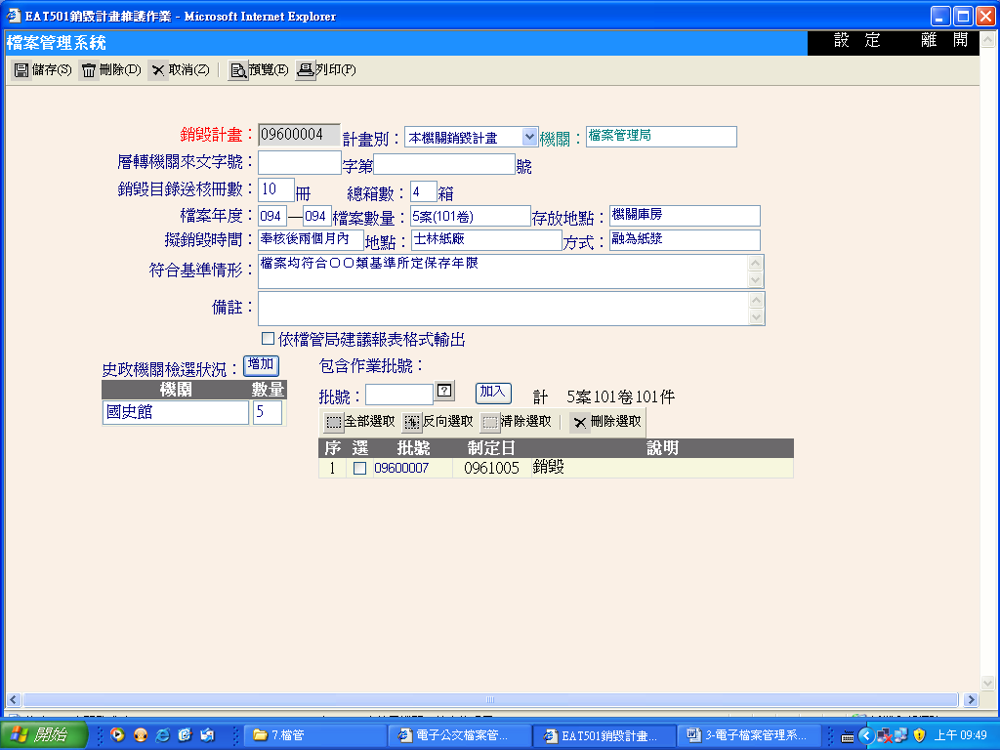 EAT501銷毀計畫維護作業 - Microsoft Internet Explorer
檔案管理系統 設 定 離 開
儲存(S) 刪除(D) 取消(Z) 預覽(E) 列印(P)
銷毀計畫： 09600004 計畫別： 本機關銷毀計畫 機關： 檔案管理局
層轉機關來文字號： 字第 號
銷毀目錄送核冊數： 10 冊 總箱數： 4 箱
檔案年度： 094 — 094 檔案數量： 5案(101卷) 存放地點： 機關庫房
擬銷毀時間： 奉核後兩個月內 地點： 士林紙廠 方式： 融為紙漿
符合基準情形： 檔案均符合○○類基準所定保存年限
備註：
依檔管局建議報表格式輸出
史政機關檢選狀況： 增加 包含作業批號：
機關 數量
國史館 5
批號： ? 加入 計 5案101卷101件
全部選取 反向選取 清除選取 刪除選取
序 選 批號 制定日 說明
1 09600007 0961005 銷毀
開始 7.檔管 電子公文檔案管... EAT501銷毀計畫... 3-電子檔案管理系... 上午 09:49